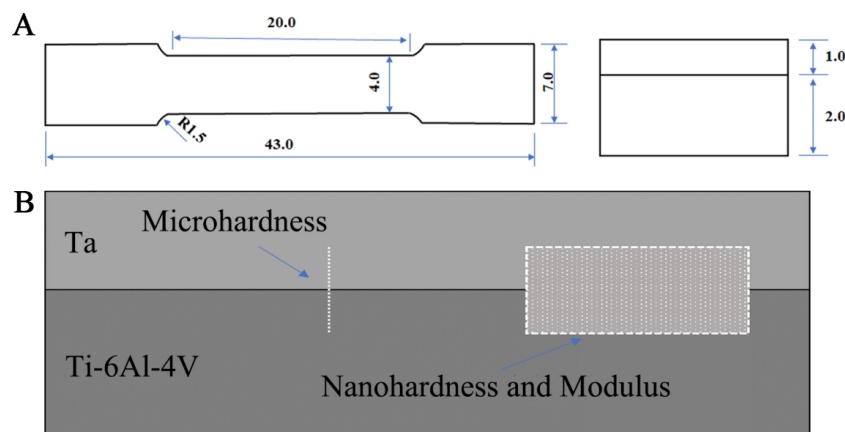 A
20.0
4.0
7.0
R1.5
43.0
1.0
2.0
B
Microhardness
Ta
Ti-6Al-4V
Nanohardness and Modulus